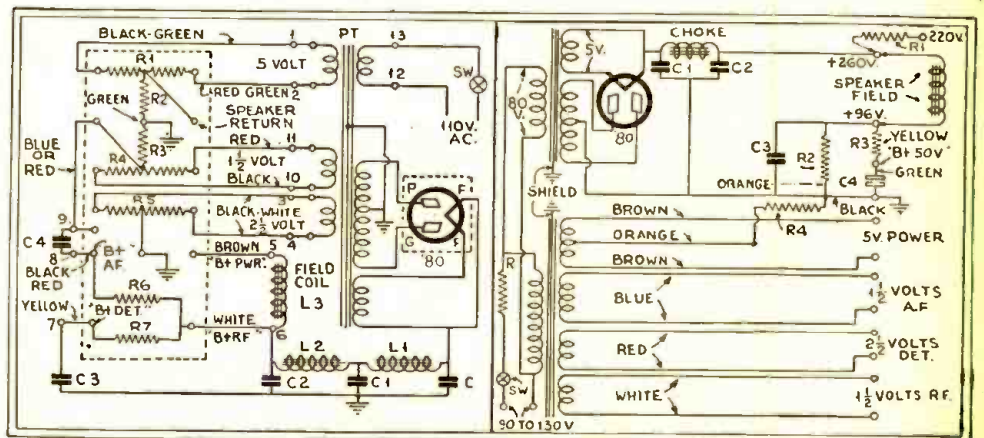 BLACK-GREEN
1
PT
13
5 VOLT
R1
12
SW
RED GREEN 2
GREEN
R2
SPEAKER
RETURN
110V.
AC.
BLUE
OR
RED
R3
RED
11
1½ VOLT
R4
BLACK
10
3
P
F
BLACK-WHITE
R5
2½ VOLT
9
4
G
F
C4
8
B+
AF.
BROWN
5
80
B+PWR.
BLACK
RED
FIELD
COIL
L3
R6
YELLOW
"B+DET."
WHITE
7
R7
B+RF
6
L2
L1
C3
C2
C1
C
5V.
CHOKE
220V.
C1
C2
R1
+260V.
SPEAKER
FIELD
80
V.
80
+96V.
C3
R3
YELLOW
R2
"B+50V"
GREEN
C4
SHIELD
ORANGE
BLACK
BROWN
R4
ORANGE
5V. POWER
BROWN
R
BLUE
1½ VOLTS
A.F.
RED
2½ VOLTS
DET.
SW
WHITE
1½ VOLTS R.F.
90 TO 130V